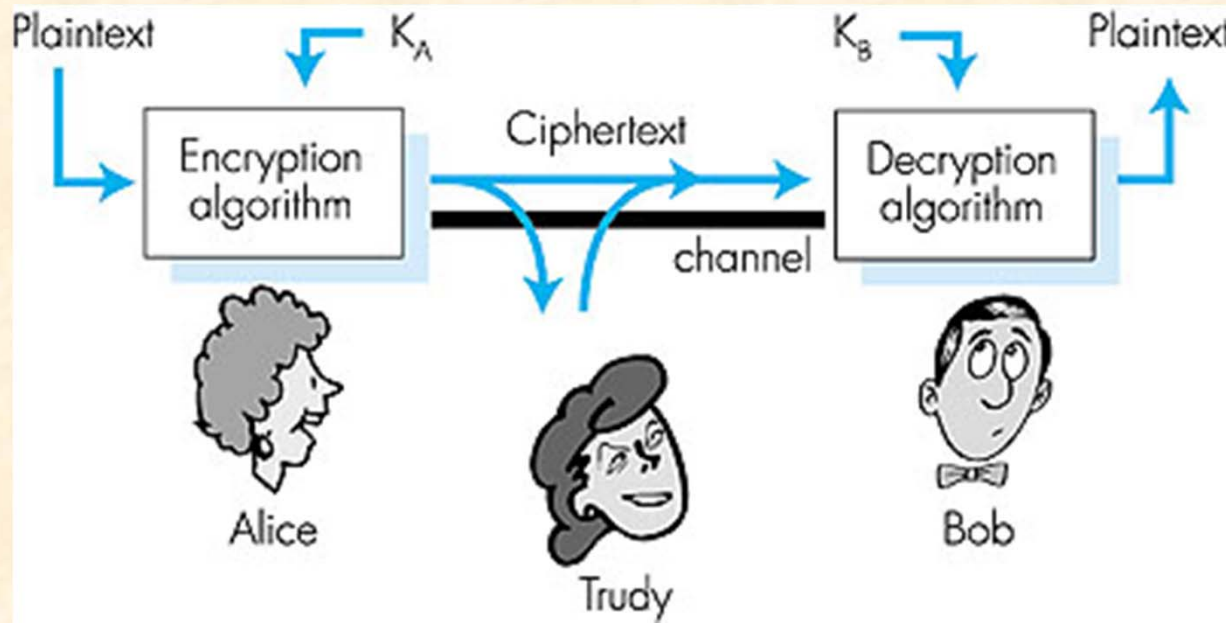 Plaintext
K_A
K_B
Plaintext
Encryption
algorithm
Ciphertext
Decryption
algorithm
channel
Alice
Trudy
Bob